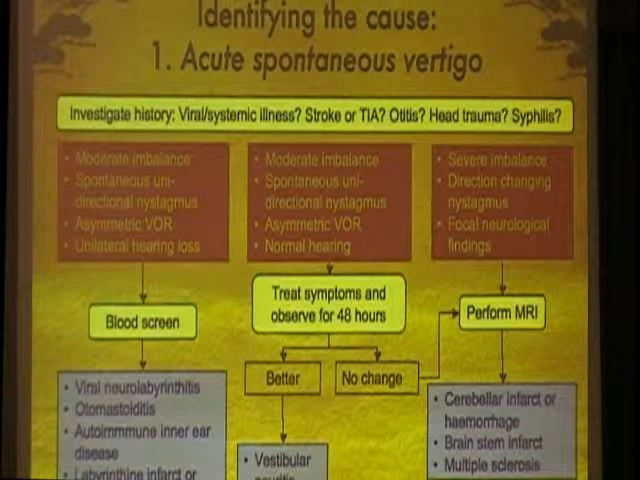 Identifying the cause:
1. Acute spontaneous vertigo
Investigate history: Viral/systemic illness? Stroke or TIA? Otitis? Head trauma? Syphilis?
• Moderate imbalance
• Spontaneous uni-
directional nystagmus
• Asymmetric VOR
• Unilateral hearing loss
• Moderate imbalance
• Spontaneous uni-
directional nystagmus
• Asymmetric VOR
• Normal hearing
• Severe imbalance
• Direction changing
nystagmus
• Focal neurological
findings
Blood screen
Treat symptoms and
observe for 48 hours
Perform MRI
Better
No change
• Viral neurolabyrinthitis
• Otomastoiditis
• Autoimmmune inner ear
disease
• Labyrinthine infarct or
• Vestibular
neuritis
• Cerebellar infarct or
haemorrhage
• Brain stem infarct
• Multiple sclerosis